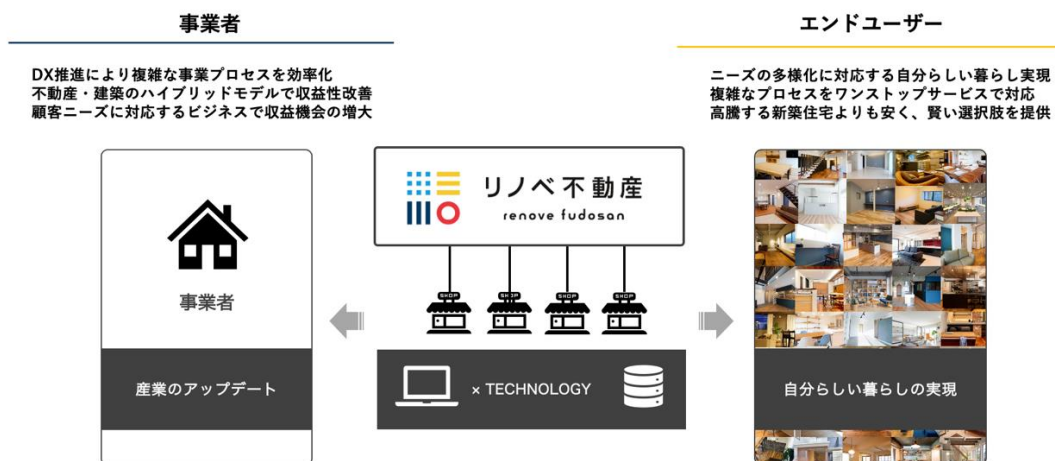 事業者
DX推進により複雑な事業プロセスを効率化
不動産・建築のハイブリッドモデルで収益性改善
顧客ニーズに対応するビジネスで収益機会の増大
事業者
産業のアップデート
リノベ不動産
renove fudosan
SHOP
SHOP
SHOP
SHOP
× TECHNOLOGY
エンドユーザー
ニーズの多様化に対応する自分らしい暮らし実現
複雑なプロセスをワンストップサービスで対応
高騰する新築住宅よりも安く、賢い選択肢を提供
自分らしい暮らしの実現